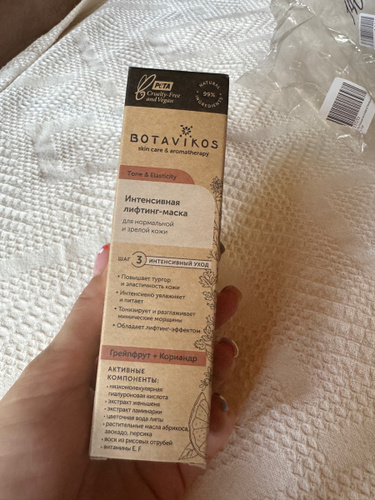 PETA
Cruelty-Free
and Vegan
NATURAL
99%
INGREDIENTS
BOTAVIKOS
skin care & aromatherapy
Tone & Elasticity
Интенсивная
лифтинг-маска
для нормальной
и зрелой кожи
ШАГ 3 ИНТЕНСИВНЫЙ УХОД
• Повышает тургор
и эластичность кожи
• Интенсивно увлажняет
и питает
• Тонизирует и разглаживает
мимические морщины
• Обладает лифтинг-эффектом
Грейпфрут + Кориандр
АКТИВНЫЕ
КОМПОНЕНТЫ:
• низкомолекулярная
гиалуроновая кислота
• экстракт женьшеня
• экстракт ламинарии
• цветочная вода липы
• растительные масла абрикоса,
авокадо, персика
• воск из рисовых отрубей
• витамины E, F